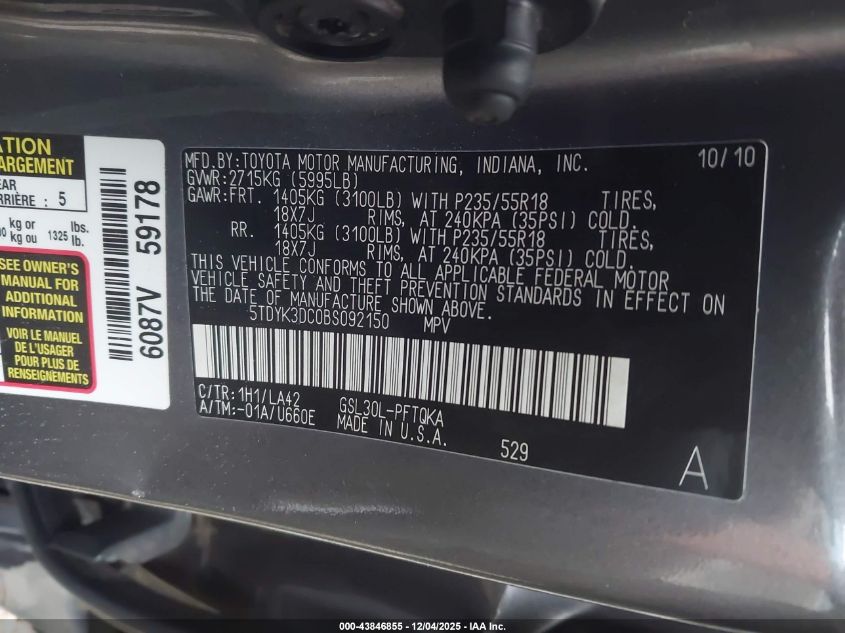 ATION
ARGEMENT
EAR
ARRIÈRE : 5
kg or lbs.
kg ou 1325 lb.
SEE OWNER'S
MANUAL FOR
ADDITIONAL
INFORMATION
VOIR LE MANUEL
DE L'USAGER
POUR PLUS DE
RENSEIGNEMENTS
6087V 59178
MFD.BY:TOYOTA MOTOR MANUFACTURING, INDIANA, INC. 10/10
GVWR:2715KG (5995LB)
GAWR:FRT. 1405KG (3100LB) WITH P235/55R18 TIRES,
18X7J RIMS, AT 240KPA (35PSI) COLD.
RR. 1405KG (3100LB) WITH P235/55R18 TIRES,
18X7J RIMS, AT 240KPA (35PSI) COLD.
THIS VEHICLE CONFORMS TO ALL APPLICABLE FEDERAL MOTOR
VEHICLE SAFETY AND THEFT PREVENTION STANDARDS IN EFFECT ON
THE DATE OF MANUFACTURE SHOWN ABOVE.
5TDYK3DC0BS092150 MPV
C/TR:1H1/LA42 GSL30L-PFTQKA
A/TM:-01A/U660E MADE IN U.S.A.
529
A
000-43846855 - 12/04/2025 - IAA VEHICLE